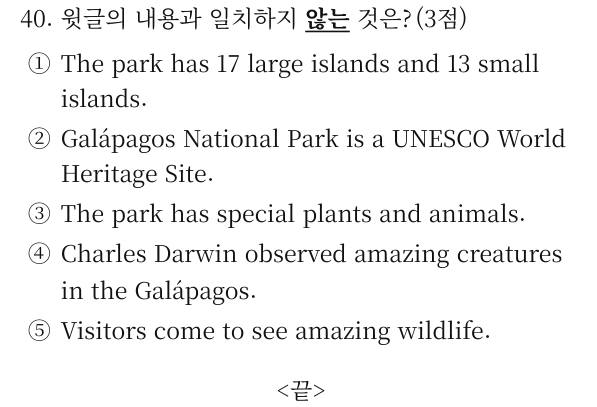 40. 윗글의 내용과 일치하지 않는 것은?(3점)
① The park has 17 large islands and 13 small
islands.
② Galápagos National Park is a UNESCO World
Heritage Site.
③ The park has special plants and animals.
④ Charles Darwin observed amazing creatures
in the Galápagos.
⑤ Visitors come to see amazing wildlife.
<끝>